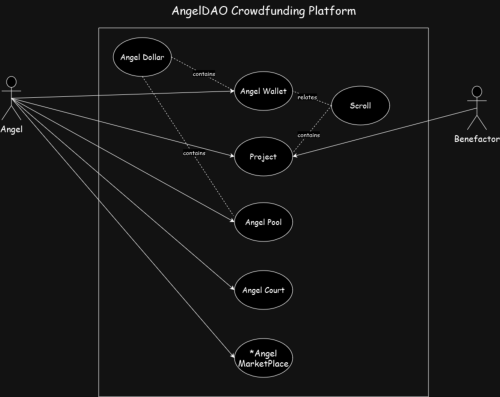 AngelDAO Crowdfunding Platform
Angel Dollar
contains
Angel Wallet
relates
Scroll
Angel
contains
Benefactor
contains
Project
Angel Pool
Angel Court
*Angel
MarketPlace